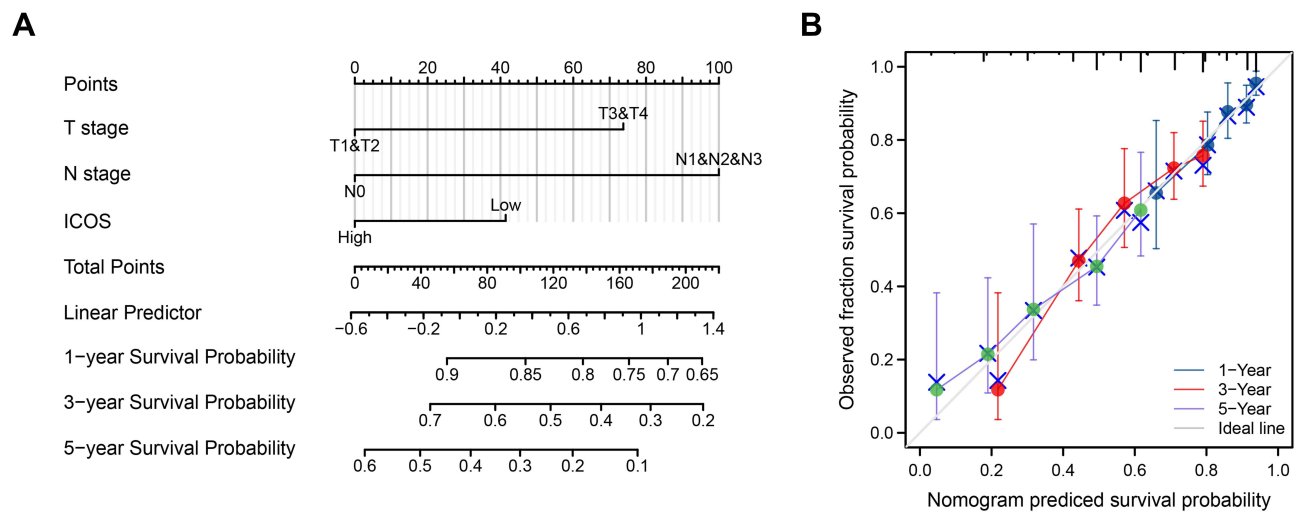 A
Points
0 20 40 60 80 100
T stage
T3&T4
T1&T2
N stage
N1&N2&N3
N0
ICOS
Low
High
Total Points
0 40 80 120 160 200
Linear Predictor
−0.6 −0.2 0.2 0.6 1 1.4
1−year Survival Probability
0.9 0.85 0.8 0.75 0.7 0.65
3−year Survival Probability
0.7 0.6 0.5 0.4 0.3 0.2
5−year Survival Probability
0.6 0.5 0.4 0.3 0.2 0.1
B
Observed fraction survival probability
1.0
0.8
0.6
0.4
0.2
0.0
1−Year
3−Year
5−Year
Ideal line
0.0 0.2 0.4 0.6 0.8 1.0
Nomogram prediced survival probability